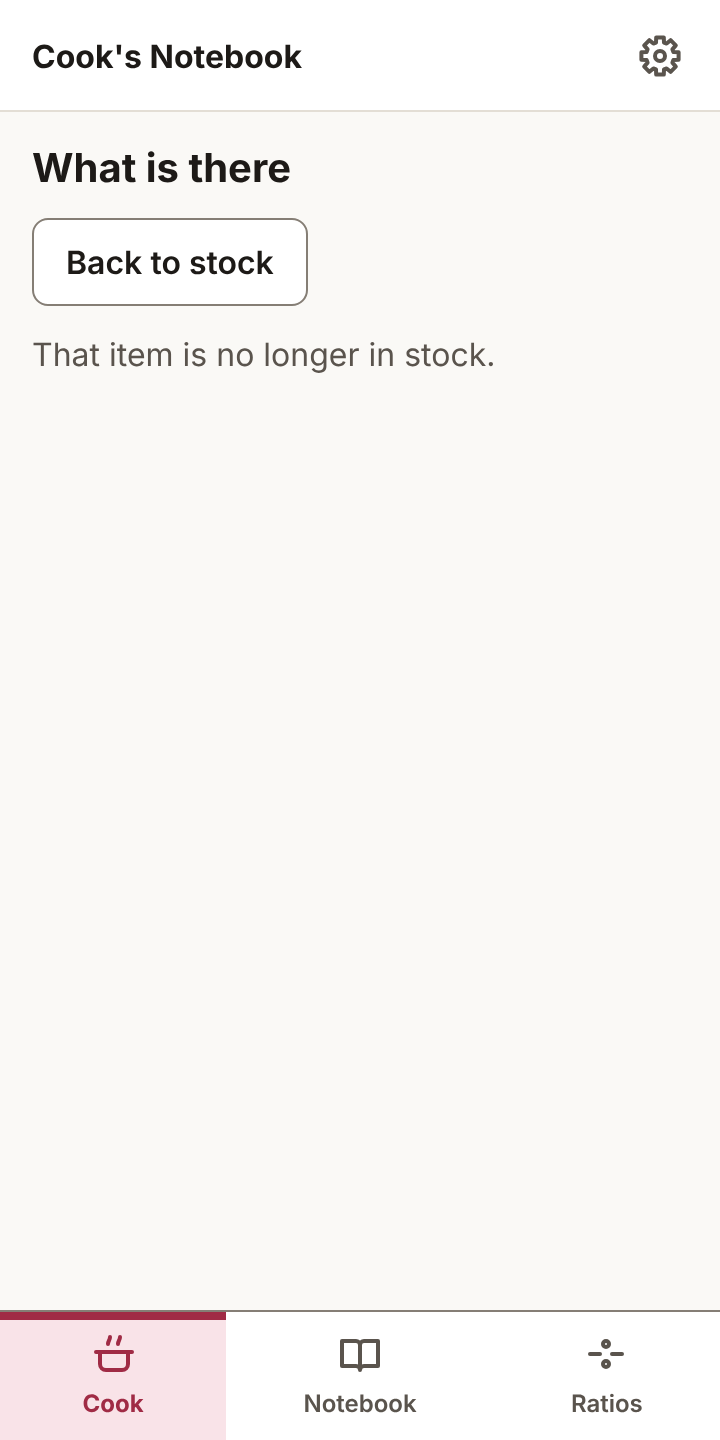 Cook's Notebook
What is there
Back to stock
That item is no longer in stock.
Cook
Notebook
Ratios